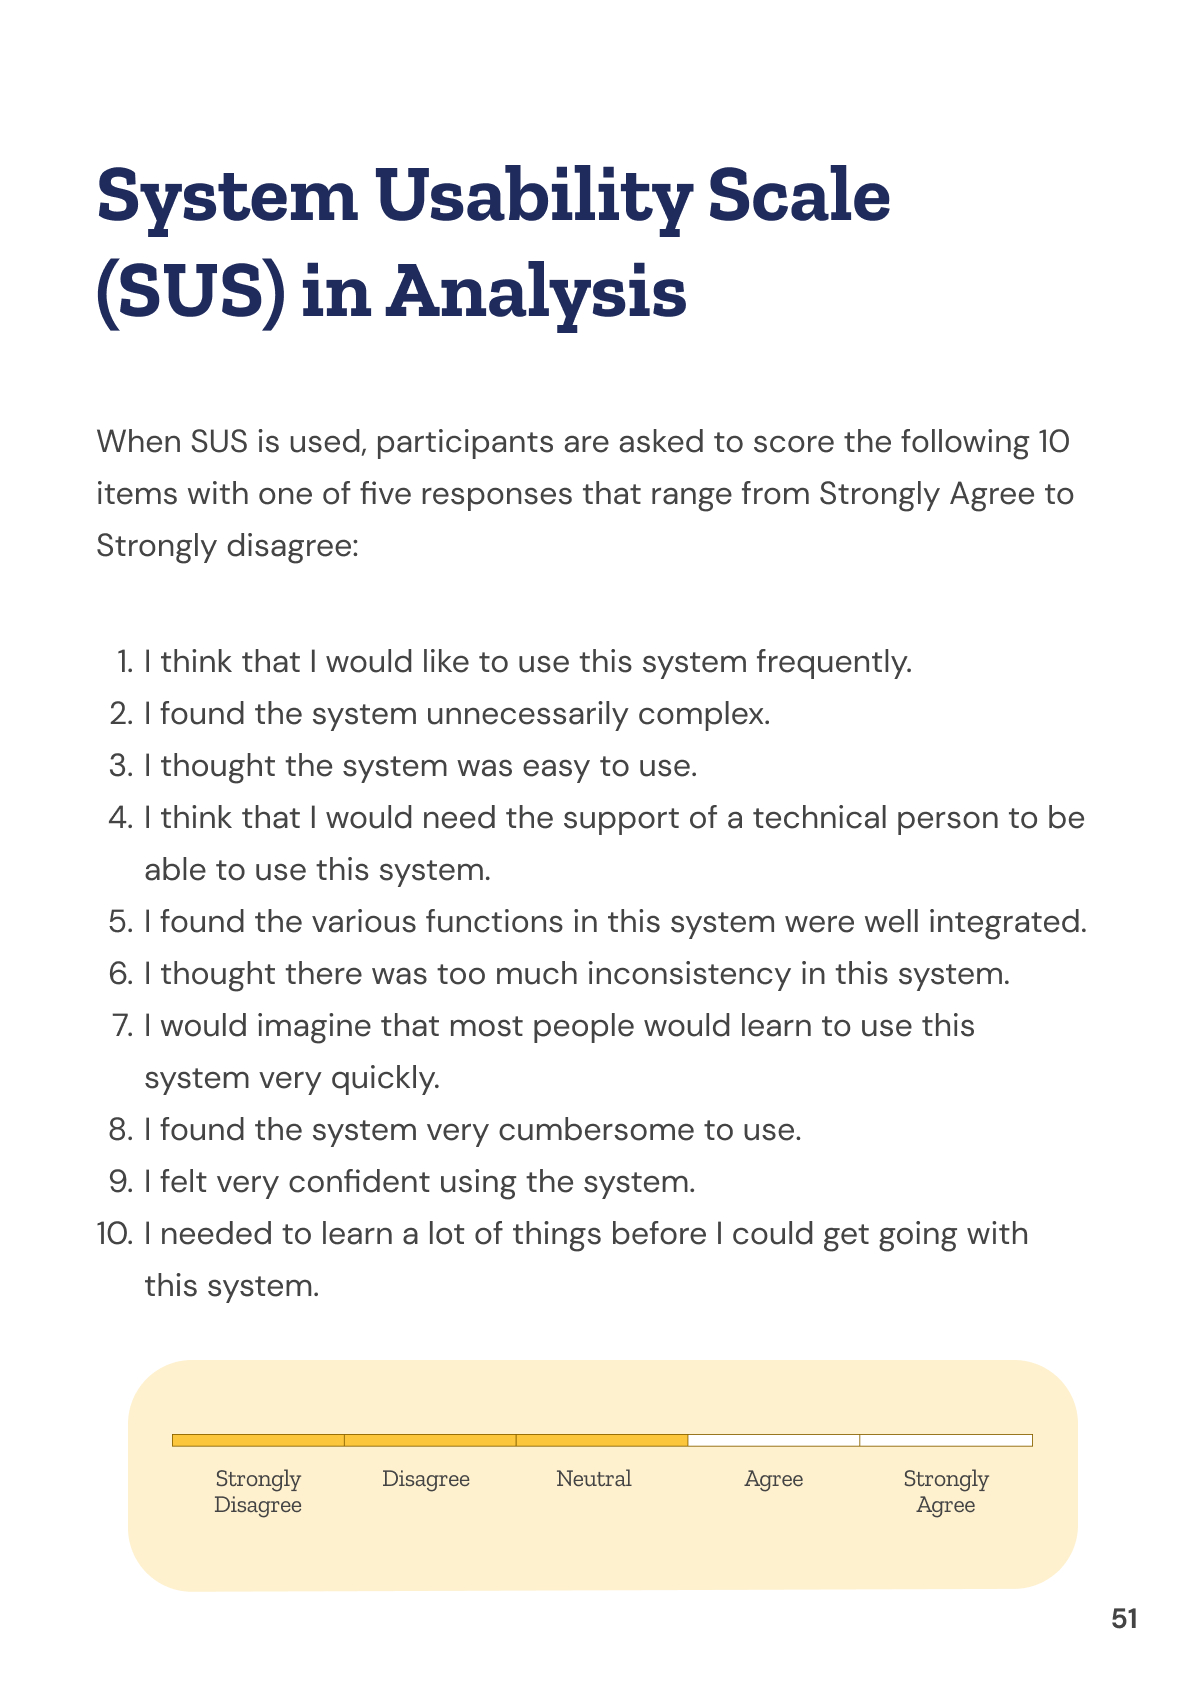 System Usability Scale
(SUS) in Analysis
When SUS is used, participants are asked to score the following 10
items with one of five responses that range from Strongly Agree to
Strongly disagree:
1. I think that I would like to use this system frequently.
2. I found the system unnecessarily complex.
3. I thought the system was easy to use.
4. I think that I would need the support of a technical person to be
able to use this system.
5. I found the various functions in this system were well integrated.
6. I thought there was too much inconsistency in this system.
7. I would imagine that most people would learn to use this
system very quickly.
8. I found the system very cumbersome to use.
9. I felt very confident using the system.
10. I needed to learn a lot of things before I could get going with
this system.
Strongly Disagree Neutral Agree Strongly
Disagree Agree
51